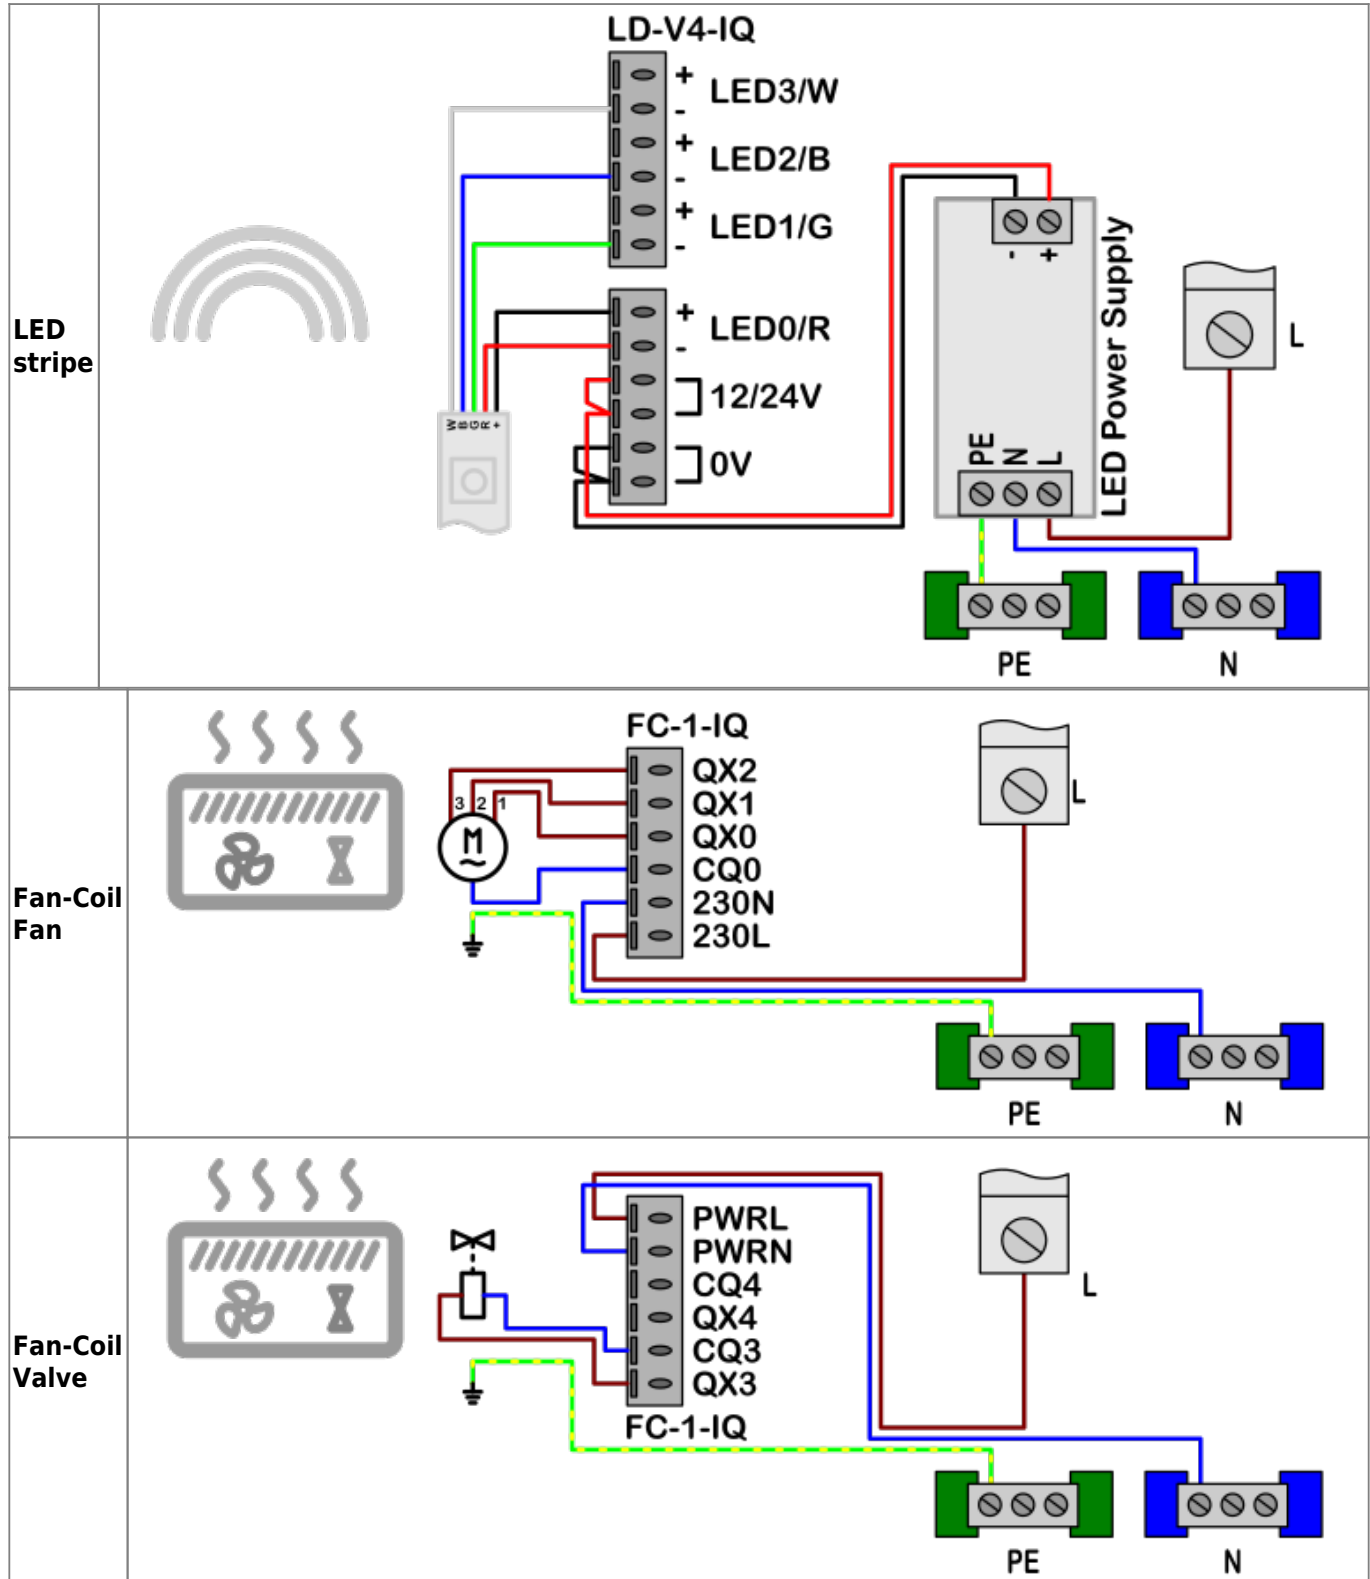 LED
stripe
LD-V4-IQ
+
LED3/W
-
+
LED2/B
-
+
LED1/G
-
+
LED0/R
-
12/24V
0V
W B G R +
- +
LED Power Supply
PE N L
L
PE
N
Fan-Coil
Fan
FC-1-IQ
QX2
QX1
QX0
CQ0
230N
230L
3 2 1
M
L
PE
N
Fan-Coil
Valve
PWRL
PWRN
CQ4
QX4
CQ3
QX3
FC-1-IQ
L
PE
N